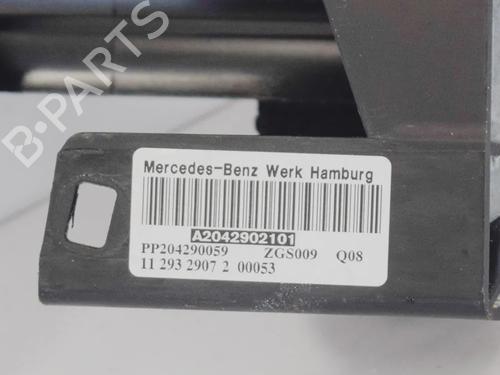 B-PARTS
Mercedes-Benz Werk Hamburg
A2042902101
PP204290059 ZGS009 Q08
11 293 2907 2 00053